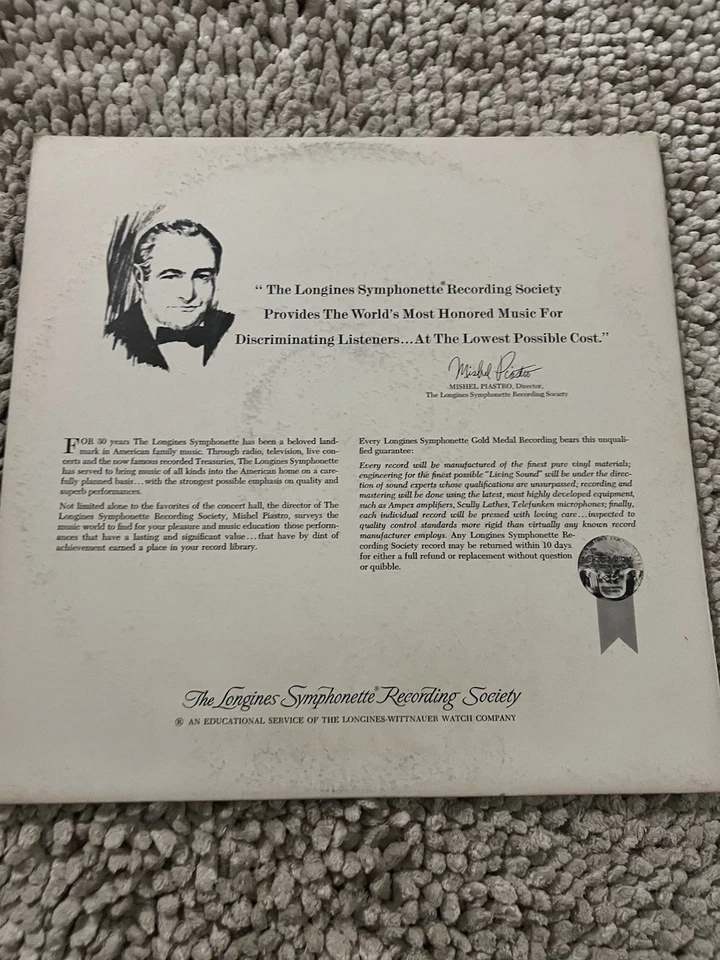 “ The Longines Symphonette® Recording Society
Provides The World's Most Honored Music For
Discriminating Listeners...At The Lowest Possible Cost.”
Mishel Piastro
MISHEL PIASTRO, Director,
The Longines Symphonette Recording Society
FOR 30 years The Longines Symphonette has been a beloved land-
mark in American family music. Through radio, television, live con-
certs and the now famous recorded Treasures, The Longines Symphonette
has served to bring music of all kinds into the American home on a care-
fully planned basis...with the strongest possible emphasis on quality and
superb performances.
Not limited alone to the favorites of the concert hall, the director of The
Longines Symphonette Recording Society, Mishel Piastro, surveys the
music world to find for your pleasure and music education those perform-
ances that have a lasting and significant value...that have by dint of
achievement earned a place in your record library.
Every Longines Symphonette Gold Medal Recording bears this unquali-
fied guarantee:
Every record will be manufactured of the finest pure vinyl materials;
engineering for the finest possible “Living Sound” will be under the direc-
tion of sound experts whose qualifications are unsurpassed; recording and
mastering will be done using the latest, most highly developed equipment,
such as Ampex amplifiers, Scully Lathes, Telefunken microphones; finally,
each individual record will be pressed with loving care...inspected to
quality control standards more rigid than virtually any known record
manufacturer employs. Any Longines Symphonette Re-
cording Society record may be returned within 10 days
for either a full refund or replacement without question
or quibble.
The Longines Symphonette® Recording Society
® AN EDUCATIONAL SERVICE OF THE LONGINES-WITTNAUER WATCH COMPANY